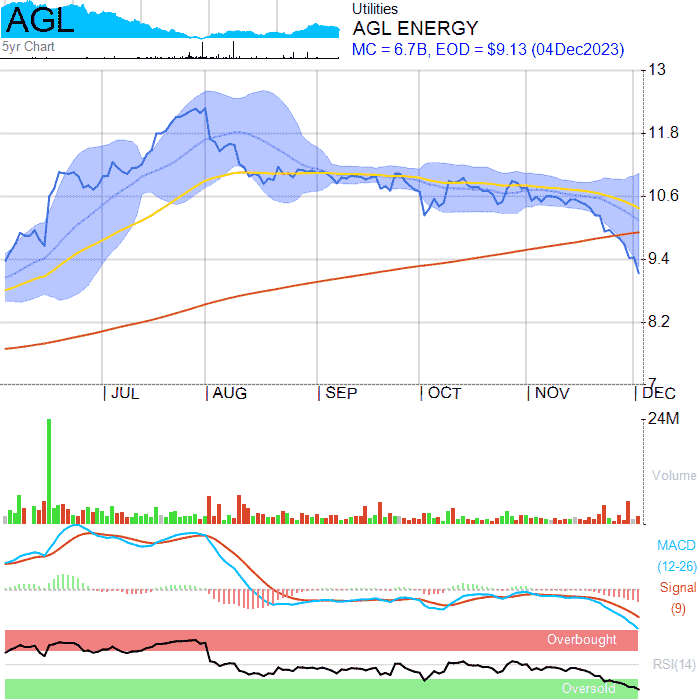 AGL
5yr Chart
Utilities
AGL ENERGY
MC = 6.7B, EOD = $9.13 (04Dec2023)
13
11.8
10.6
9.4
8.2
7
JUL
AUG
SEP
OCT
NOV
DEC
24M
Volume
MACD
(12-26)
Signal
(9)
Overbought
RSI(14)
Oversold